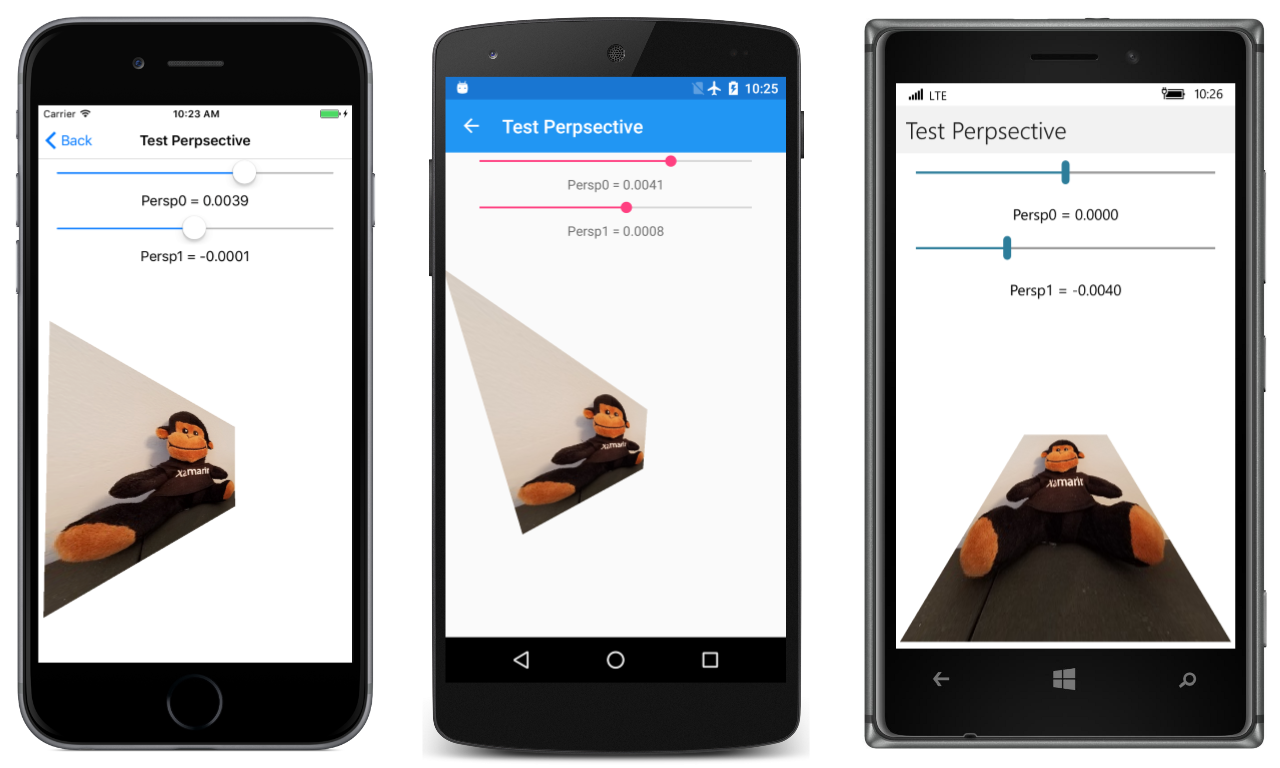 Carrier 10:23 AM
Back Test Perpsective
Persp0 = 0.0039
Persp1 = -0.0001
Xamarin
10:25
Test Perpsective
Persp0 = 0.0041
Persp1 = 0.0008
Xamarin
LTE 10:26
Test Perpsective
Persp0 = 0.0000
Persp1 = -0.0040
Xamarin